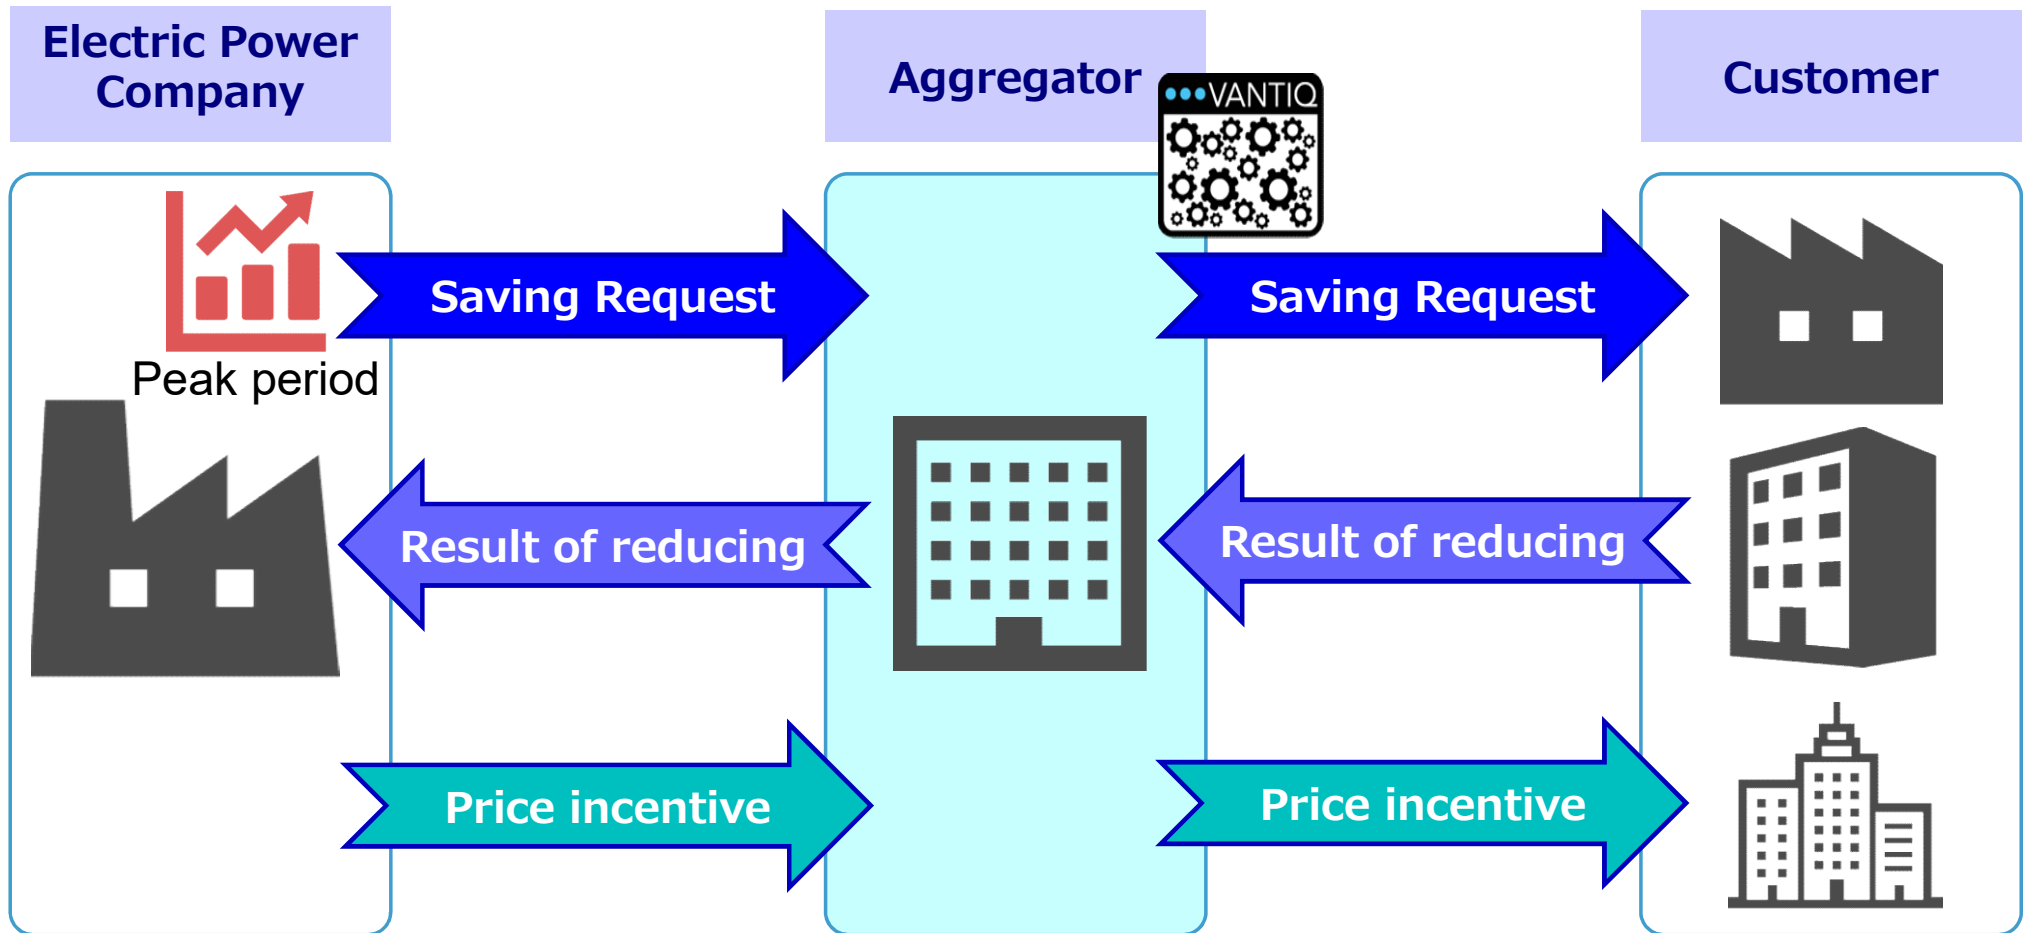 Electric Power
Company
Aggregator
VANTIQ
Customer
Peak period
Saving Request
Saving Request
Result of reducing
Result of reducing
Price incentive
Price incentive